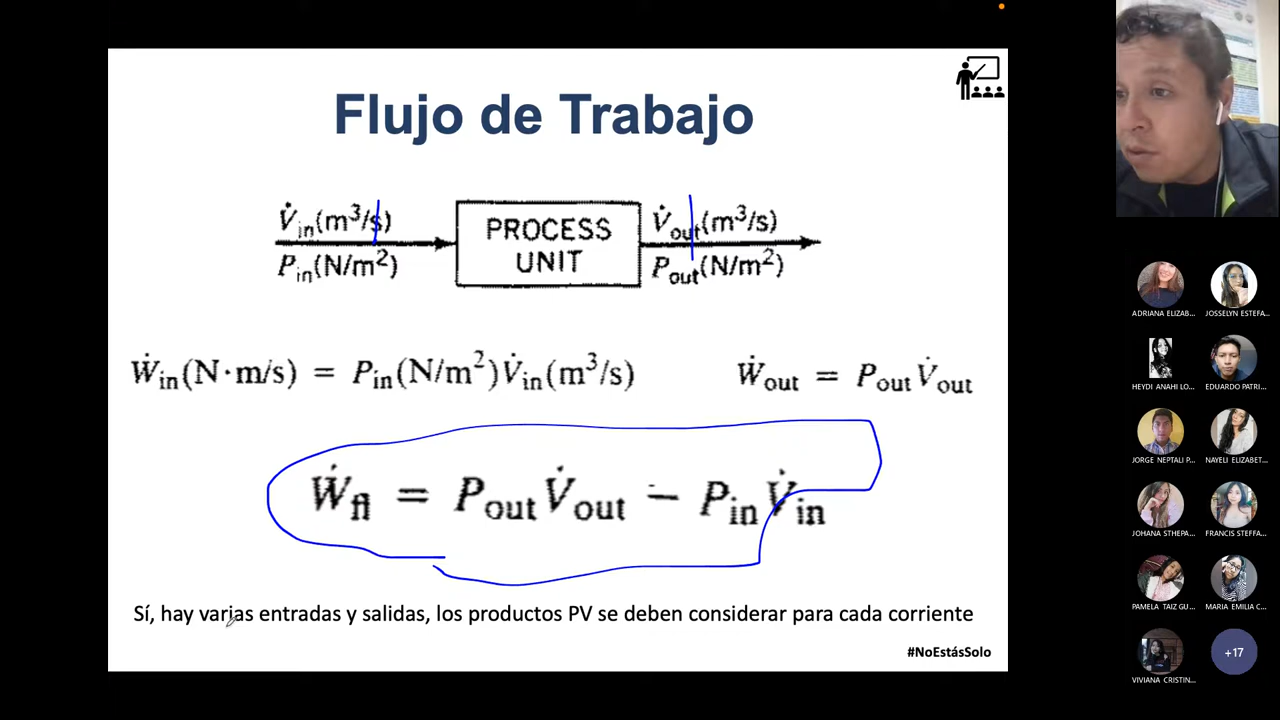 Flujo de Trabajo
V̇in(m³/s)
Pin(N/m²)
PROCESS
UNIT
V̇out(m³/s)
Pout(N/m²)
Ẇin(N·m/s) = Pin(N/m²)V̇in(m³/s)
Ẇout = PoutV̇out
Ẇfl = PoutV̇out − PinV̇in
Sí, hay varias entradas y salidas, los productos PV se deben considerar para cada corriente
#NoEstásSolo
ADRIANA ELIZAB...
JOSSELYN ESTEFA...
HEYDI ANAHI LO...
EDUARDO PATRI...
JORGE NEPTALI P...
NAYELI ELIZABET...
JOHANA STHEPA...
FRANCIS STEFFA...
PAMELA TAIZ GU...
MARIA EMILIA C...
VIVIANA CRISTIN...
+17